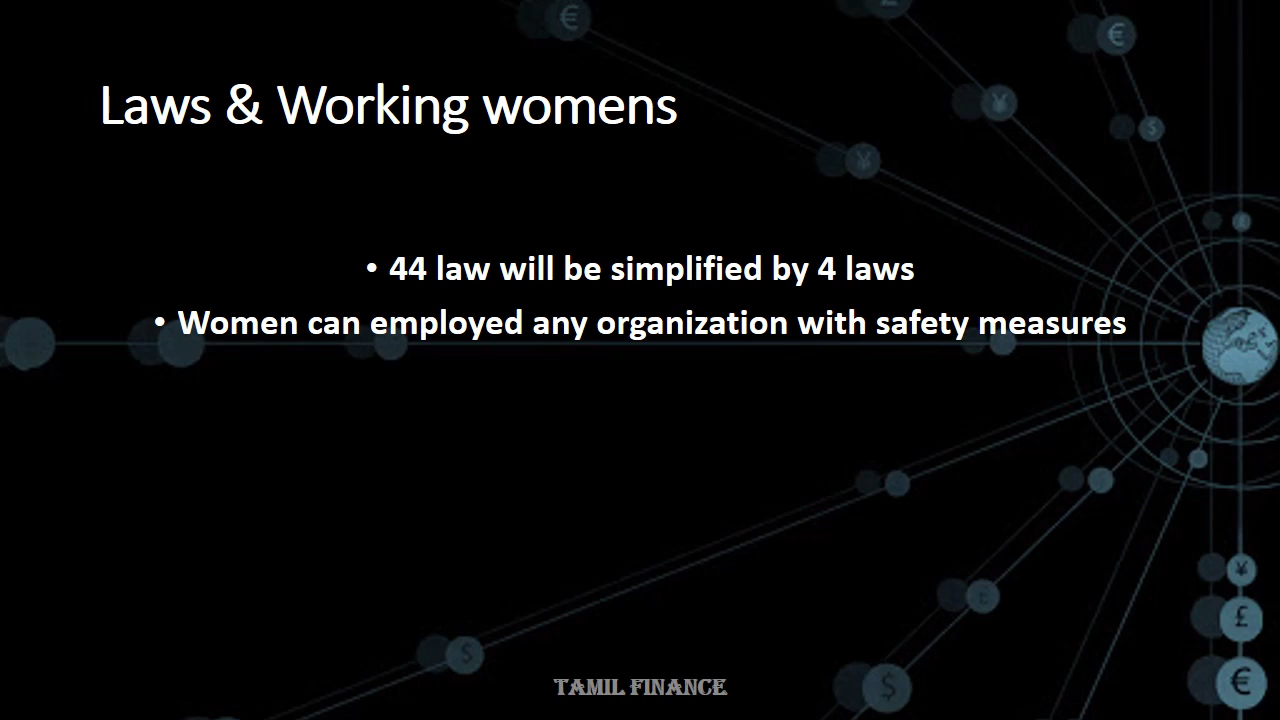 Laws & Working womens
• 44 law will be simplified by 4 laws
• Women can employed any organization with safety measures
TAMIL FINANCE